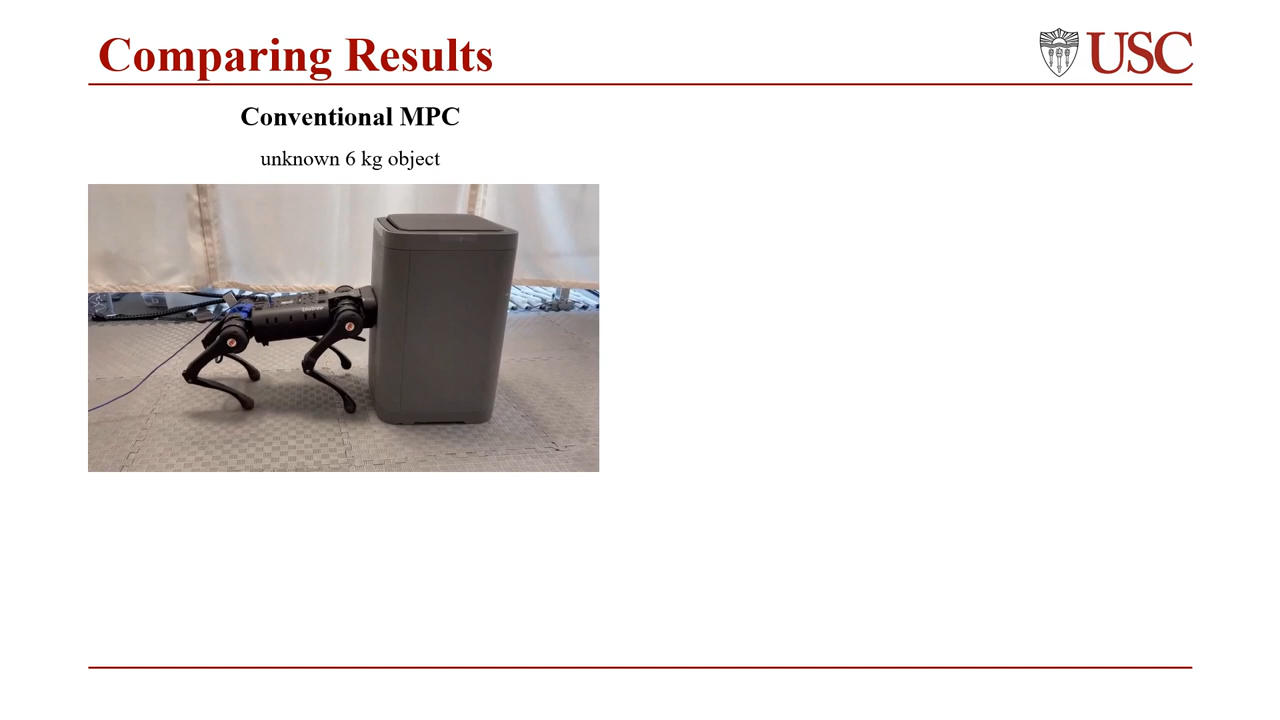 Comparing Results
USC
Conventional MPC
unknown 6 kg object